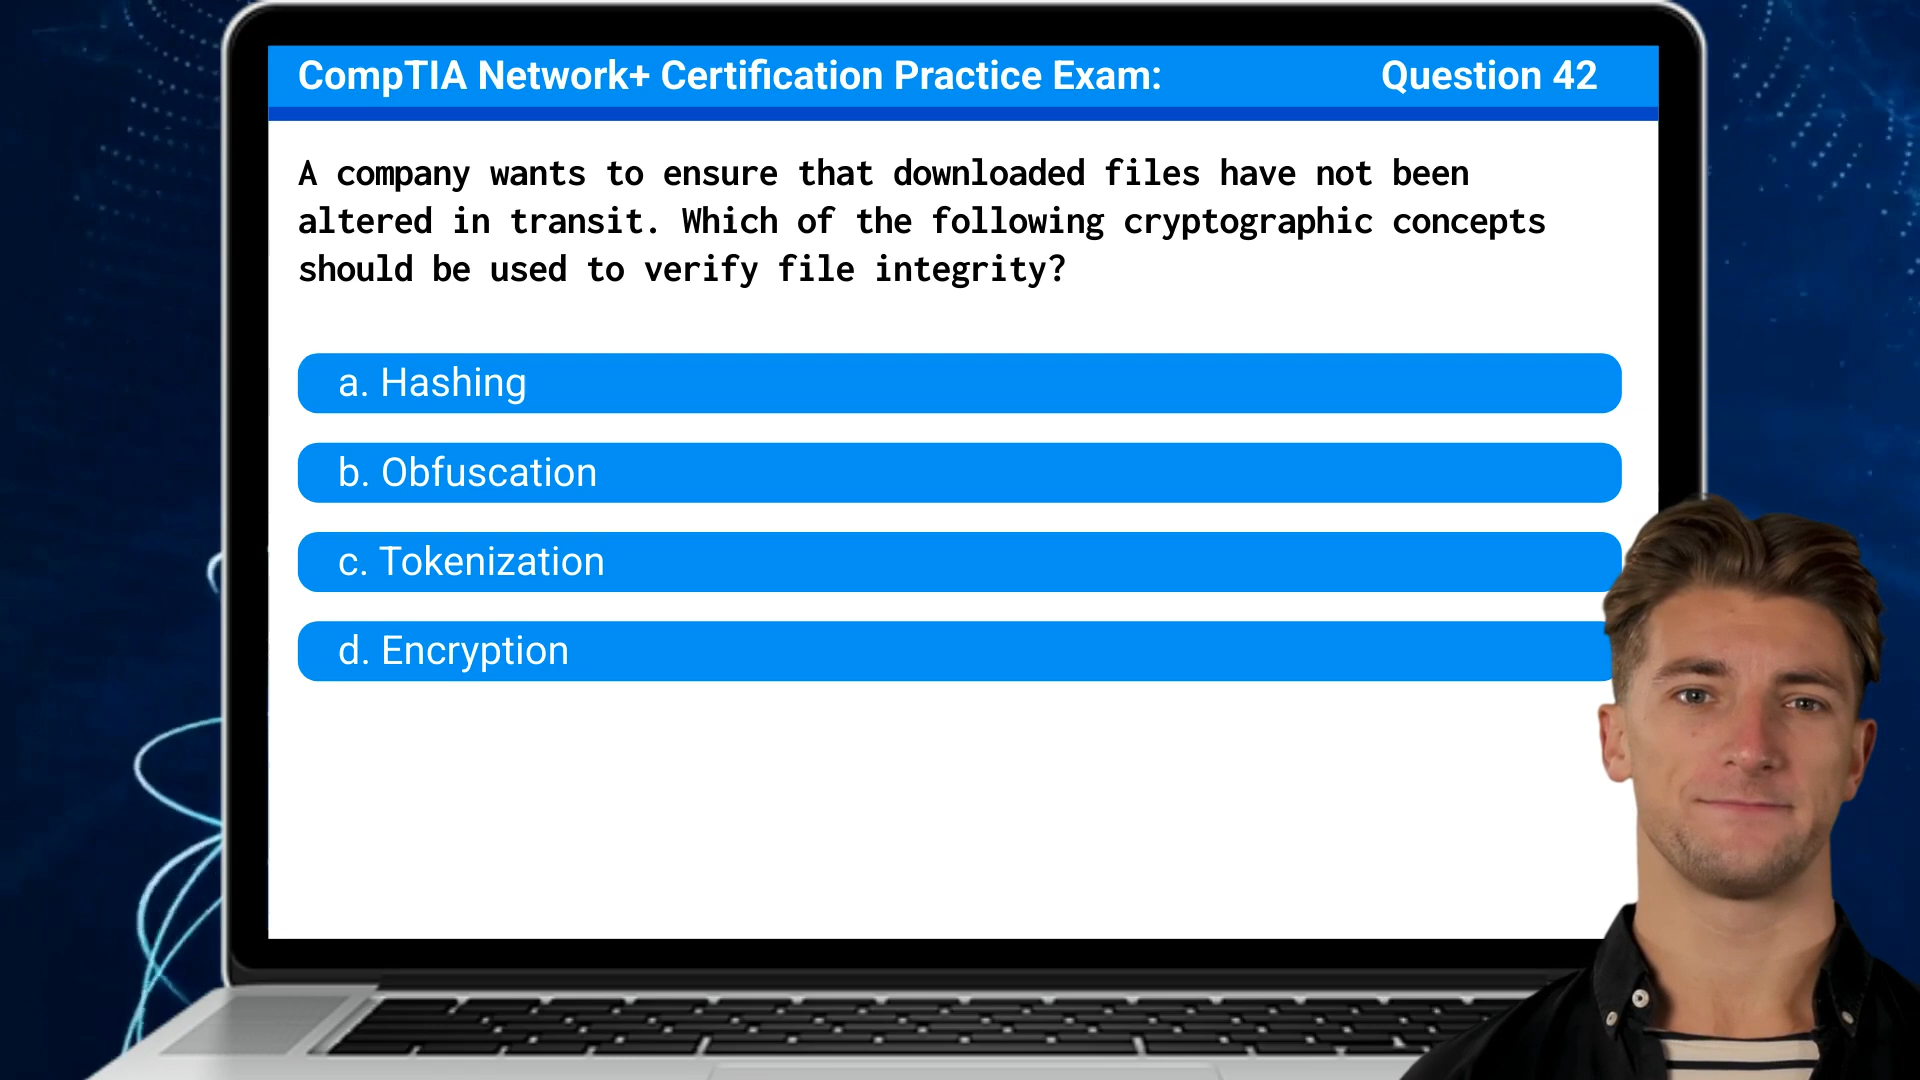 CompTIA Network+ Certification Practice Exam: Question 42
A company wants to ensure that downloaded files have not been
altered in transit. Which of the following cryptographic concepts
should be used to verify file integrity?
a. Hashing
b. Obfuscation
c. Tokenization
d. Encryption